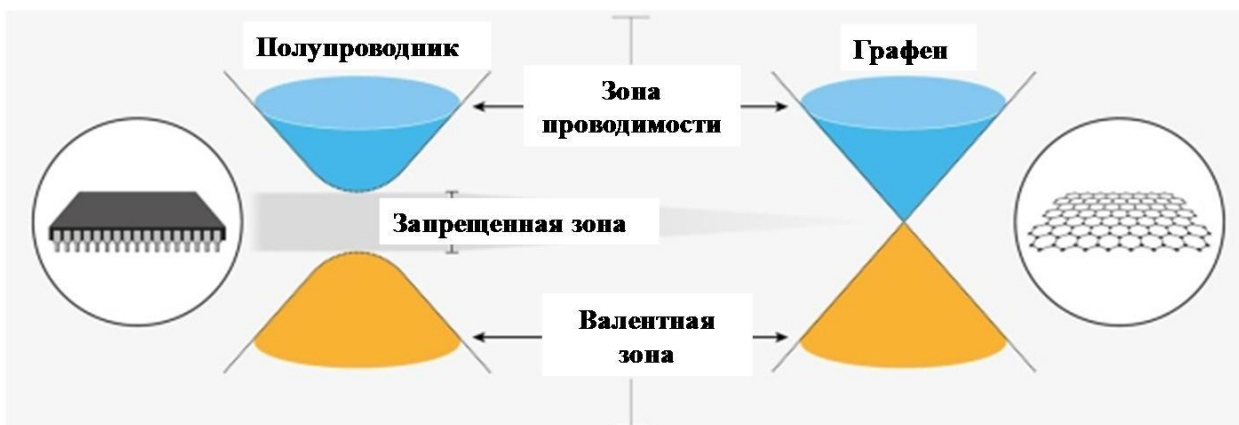 Полупроводник
Графен
Зона
проводимости
Запрещенная зона
Валентная
зона